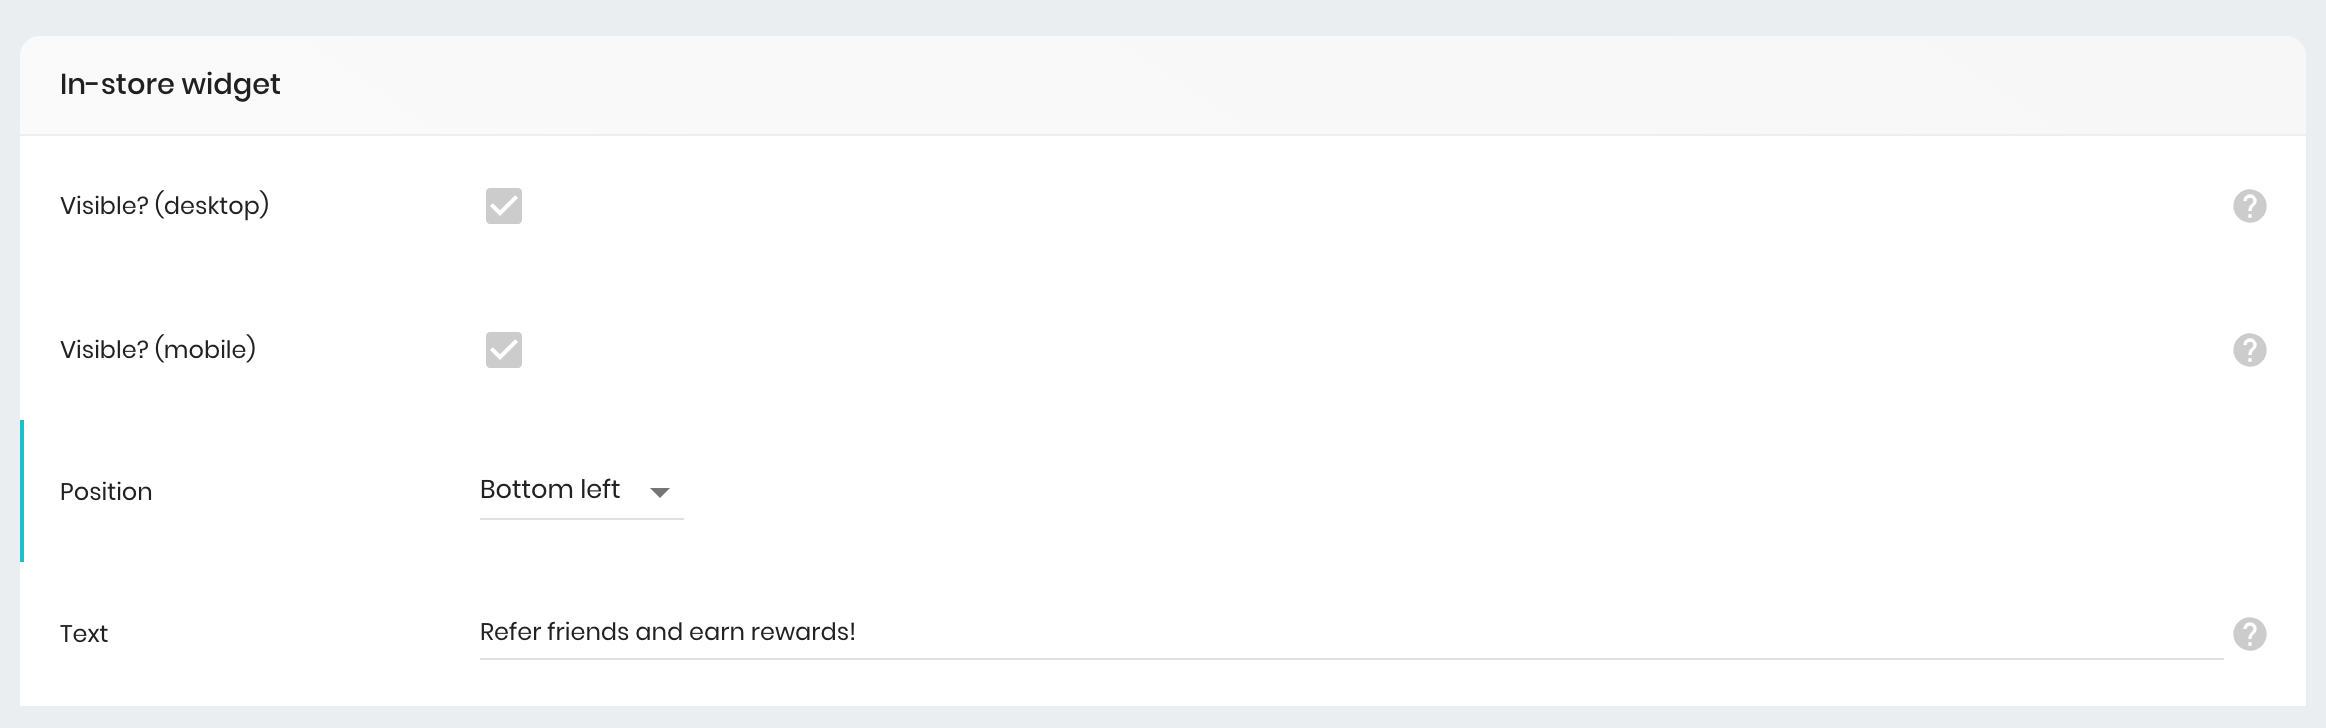 In-store widget
Visible? (desktop)
?
Visible? (mobile)
?
Position
Bottom left
Text
Refer friends and earn rewards!
?